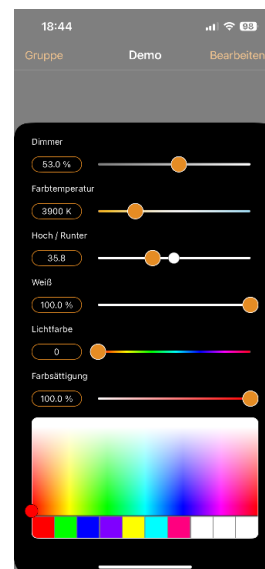 18:44
98
Gruppe Demo Bearbeiten
Dimmer
53.0 %
Farbtemperatur
3900 K
Hoch / Runter
35.8
Weiß
100.0 %
Lichtfarbe
0
Farbsättigung
100.0 %